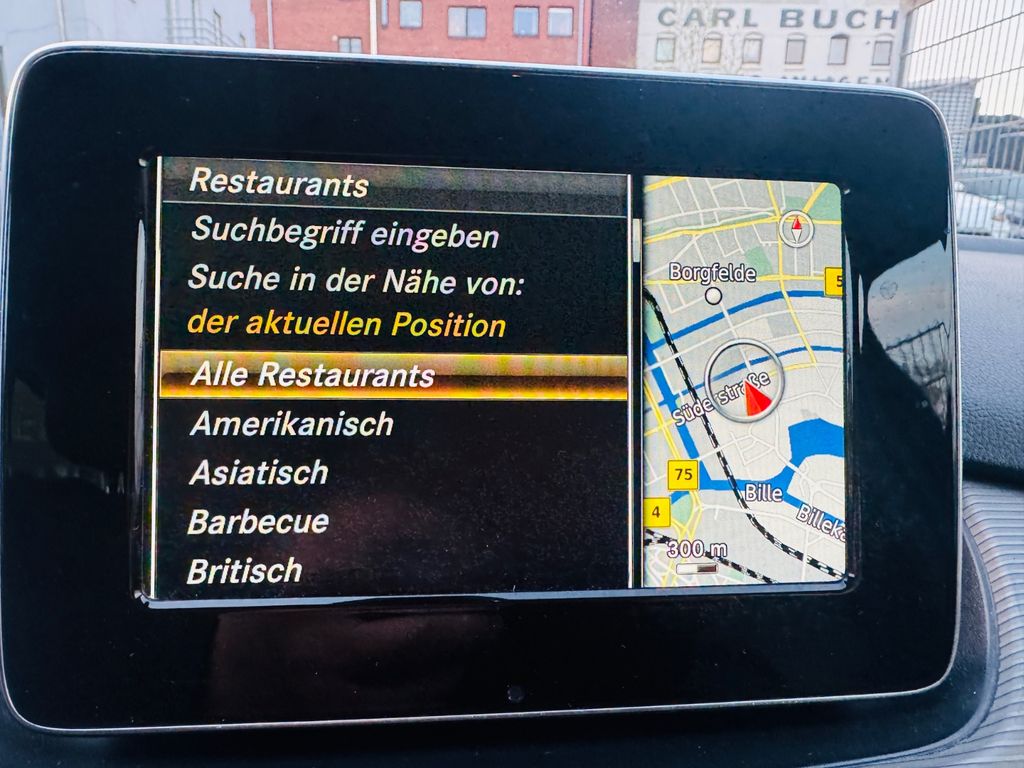 CARL BUCH
Restaurants
Suchbegriff eingeben
Suche in der Nähe von:
der aktuellen Position
Alle Restaurants
Amerikanisch
Asiatisch
Barbecue
Britisch
5
Borgfelde
Süderstraße
75
Bille
4
300 m